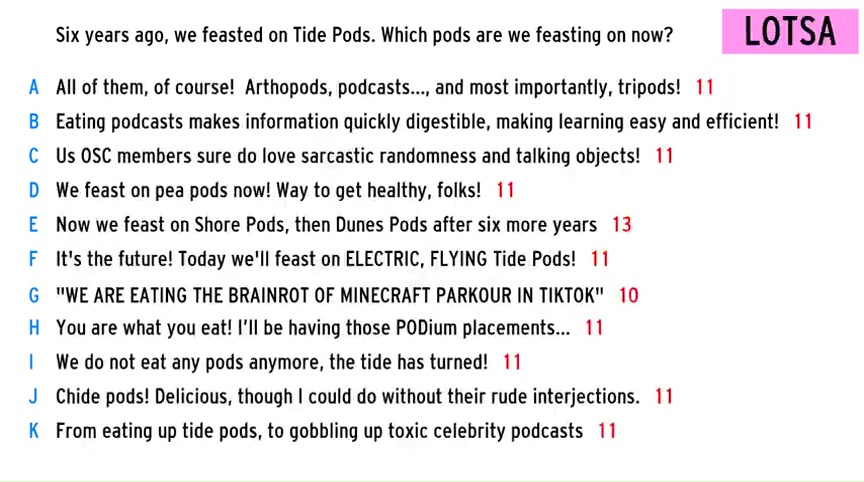 Six years ago, we feasted on Tide Pods. Which pods are we feasting on now?
LOTSA
A All of them, of course! Arthopods, podcasts..., and most importantly, tripods! 11
B Eating podcasts makes information quickly digestible, making learning easy and efficient! 11
C Us OSC members sure do love sarcastic randomness and talking objects! 11
D We feast on pea pods now! Way to get healthy, folks! 11
E Now we feast on Shore Pods, then Dunes Pods after six more years 13
F It's the future! Today we'll feast on ELECTRIC, FLYING Tide Pods! 11
G "WE ARE EATING THE BRAINROT OF MINECRAFT PARKOUR IN TIKTOK" 10
H You are what you eat! I'll be having those PODium placements... 11
I We do not eat any pods anymore, the tide has turned! 11
J Chide pods! Delicious, though I could do without their rude interjections. 11
K From eating up tide pods, to gobbling up toxic celebrity podcasts 11